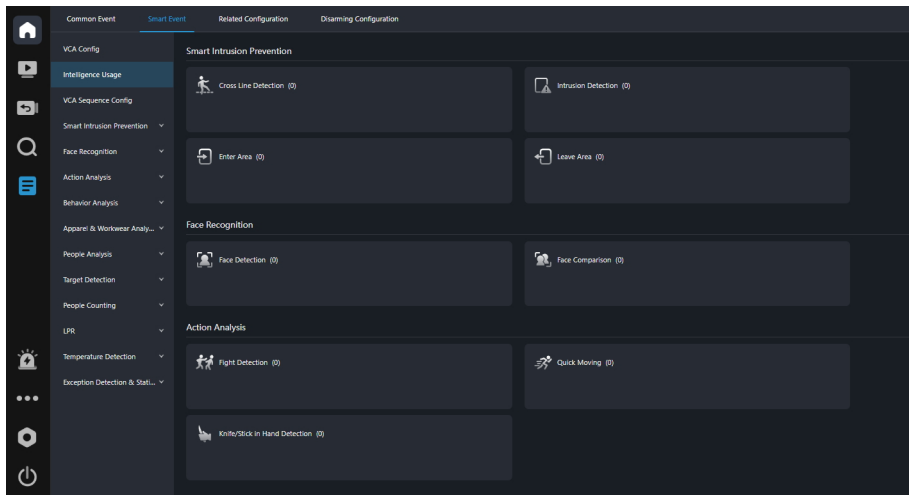 Common Event
Smart Event
Related Configuration
Disarming Configuration
VCA Config
Intelligence Usage
VCA Sequence Config
Smart Intrusion Prevention
Face Recognition
Action Analysis
Behavior Analysis
Apparel & Workwear Analy...
People Analysis
Target Detection
People Counting
LPR
Temperature Detection
Exception Detection & Stati...
Smart Intrusion Prevention
Cross Line Detection (0)
Intrusion Detection (0)
Enter Area (0)
Leave Area (0)
Face Recognition
Face Detection (0)
Face Comparison (0)
Action Analysis
Fight Detection (0)
Quick Moving (0)
Knife/Stick in Hand Detection (0)